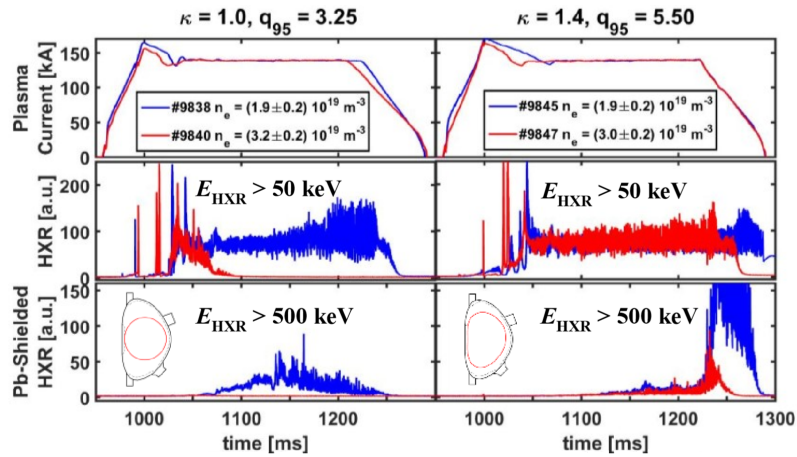 κ = 1.0, q95 = 3.25
κ = 1.4, q95 = 5.50
Plasma
Current [kA]
150
100
50
0
#9838 ne = (1.9±0.2) 10^19 m^-3
#9840 ne = (3.2±0.2) 10^19 m^-3
#9845 ne = (1.9±0.2) 10^19 m^-3
#9847 ne = (3.0±0.2) 10^19 m^-3
HXR [a.u.]
200
100
0
EHXR > 50 keV
EHXR > 50 keV
Pb-Shielded
HXR [a.u.]
150
100
50
0
EHXR > 500 keV
EHXR > 500 keV
1000 1100 1200
1000 1100 1200 1300
time [ms]
time [ms]